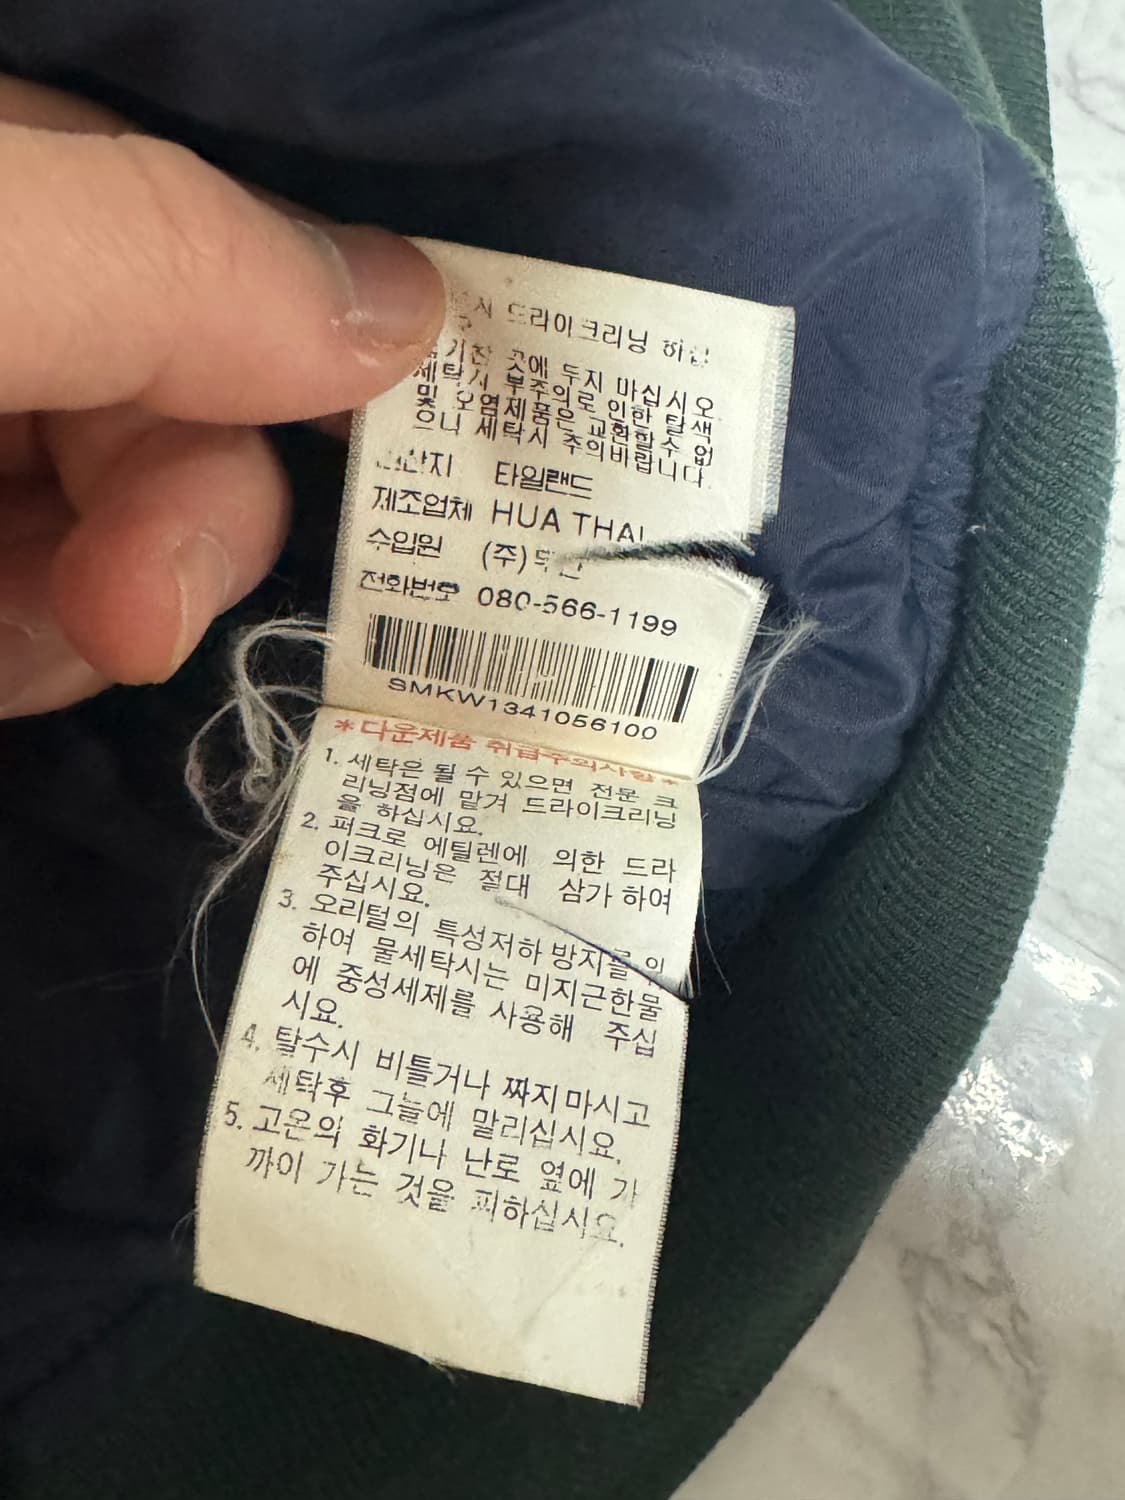 드라이크리닝 하십
곳에 두지 마십시오.
세탁기 부주의로 인한 탈색
및 오염제품은 교환할수 없
으니 세탁시 주의바랍니다.
타일랜드
제조업체 HUA THAI
수입원 (주)
전화번호 080-566-1199
SMKW1341056100
*다운제품 취급주의사항*
1. 세탁은 될 수 있으면 전문 크
리닝점에 맡겨 드라이크리닝
을 하십시요.
2. 퍼크로 에틸렌에 의한 드라
이크리닝은 절대 삼가 하여
주십시요.
3. 오리털의 특성저하 방지를 위
하여 물세탁시는 미지근한물
에 중성세제를 사용해 주십
시요.
4. 탈수시 비틀거나 짜지마시고
세탁후 그늘에 말리십시요.
5. 고온의 화기나 난로 옆에 가
까이 가는 것을 피하십시요.